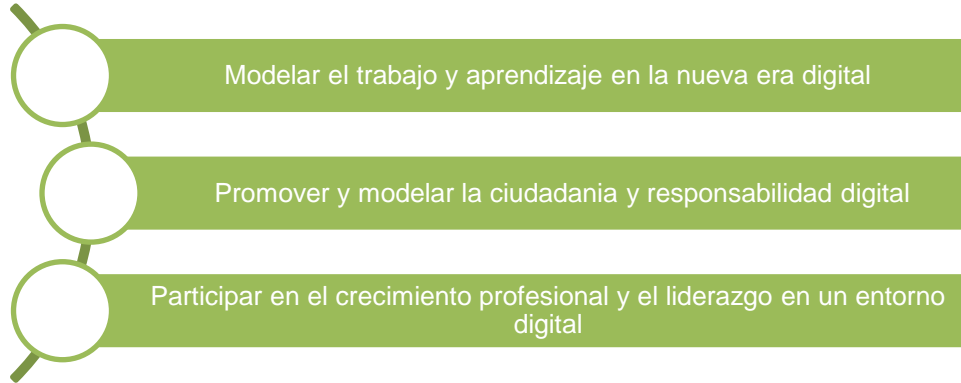 Modelar el trabajo y aprendizaje en la nueva era digital
Promover y modelar la ciudadania y responsabilidad digital
Participar en el crecimiento profesional y el liderazgo en un entorno
digital